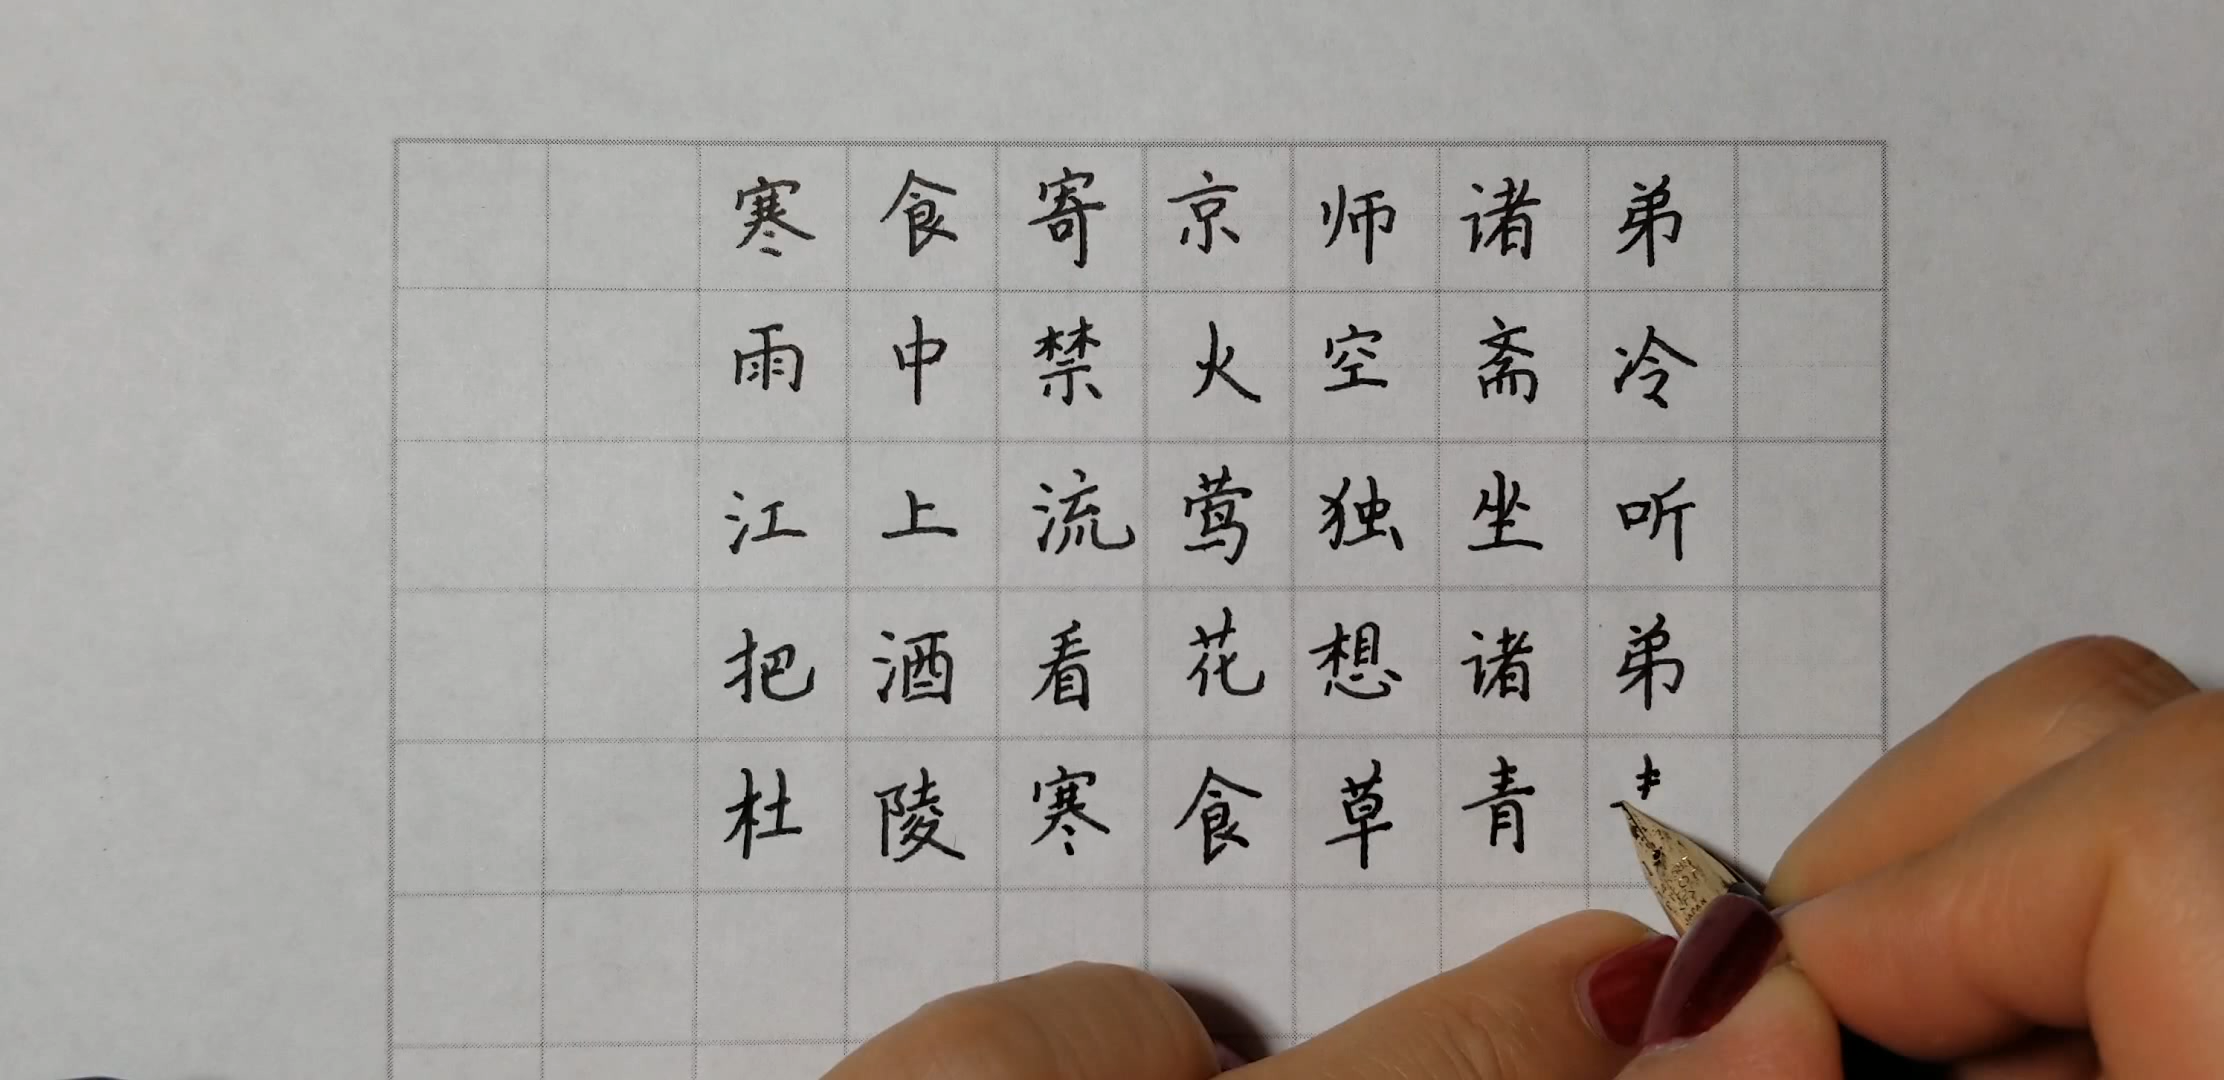 寒食寄京师诸弟
雨中禁火空斋冷
江上流莺独坐听
把酒看花想诸弟
杜陵寒食草青